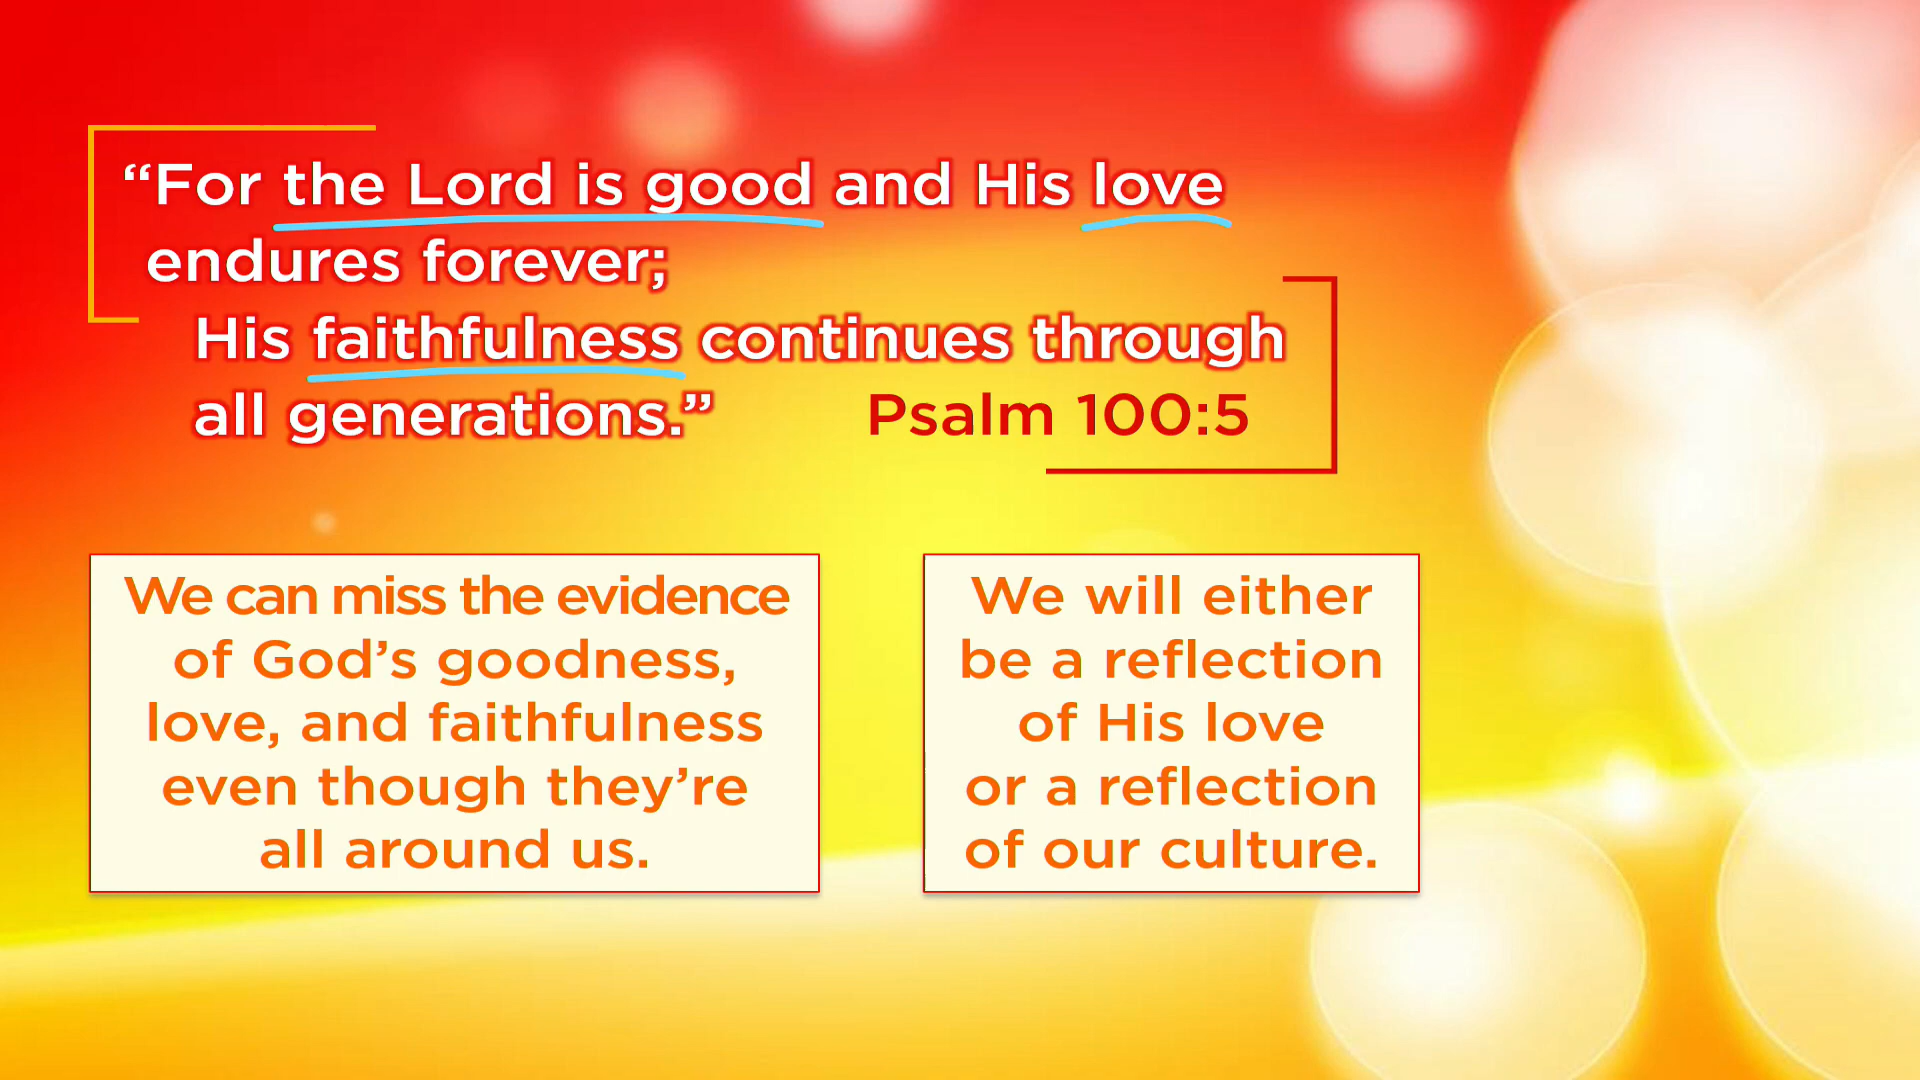 “For the Lord is good and His love
endures forever;
His faithfulness continues through
all generations.” Psalm 100:5
We can miss the evidence
of God’s goodness,
love, and faithfulness
even though they’re
all around us.
We will either
be a reflection
of His love
or a reflection
of our culture.